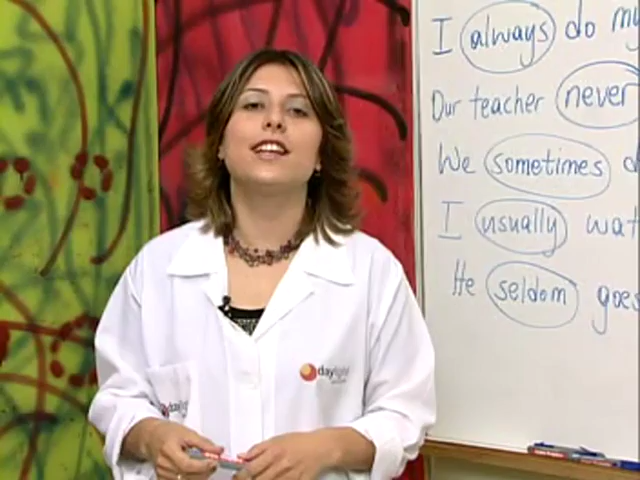 I always do my
Our teacher never
We sometimes
I usually wat
He seldom goes
daylight